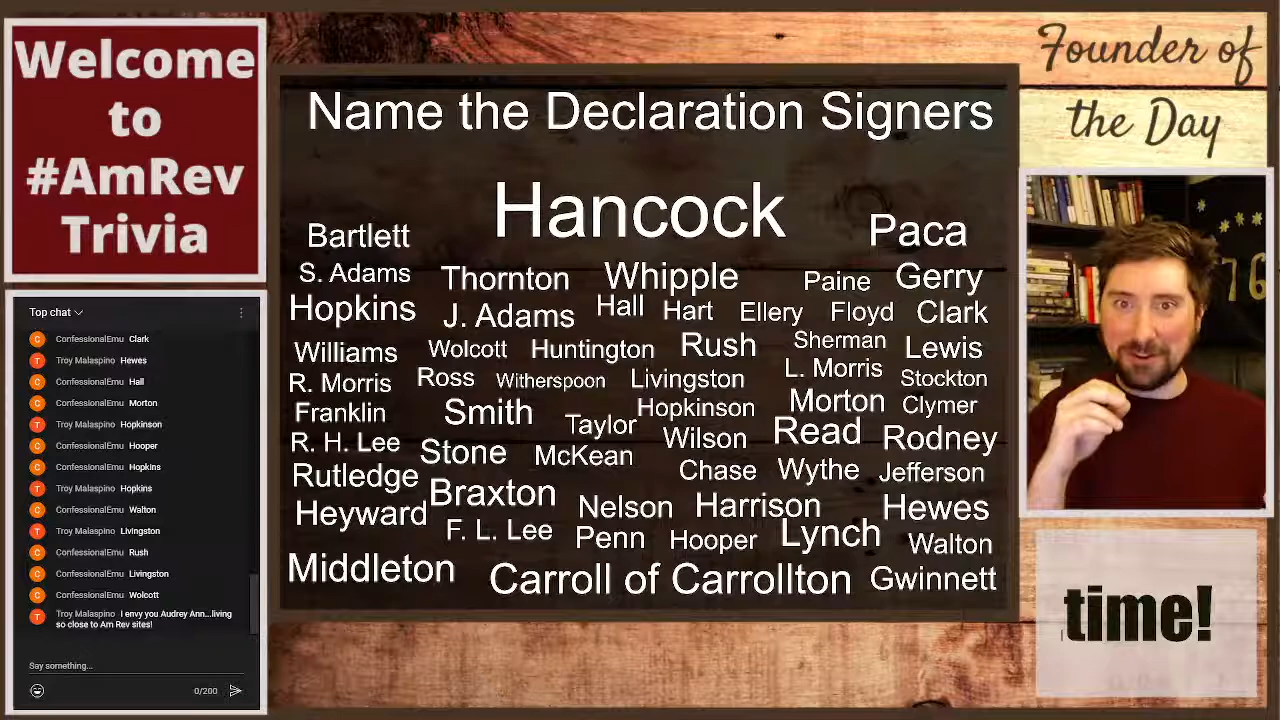 Welcome
to
#AmRev
Trivia
Top chat
ConfessionalEmu Clark
Troy Malaspino Hewes
ConfessionalEmu Hall
ConfessionalEmu Morton
Troy Malaspino Hopkinson
ConfessionalEmu Hooper
ConfessionalEmu Hopkins
Troy Malaspino Hopkins
ConfessionalEmu Walton
Troy Malaspino Livingston
ConfessionalEmu Rush
ConfessionalEmu Livingston
ConfessionalEmu Wolcott
Troy Malaspino I envy you Audrey Ann...living
so close to Am Rev sites!
Say something...
0/200
Name the Declaration Signers
Hancock
Bartlett Paca
S. Adams Thornton Whipple Paine Gerry
Hopkins J. Adams Hall Hart Ellery Floyd Clark
Williams Wolcott Huntington Rush Sherman Lewis
R. Morris Ross Witherspoon Livingston L. Morris Stockton
Franklin Smith Taylor Hopkinson Morton Clymer
R. H. Lee Stone McKean Wilson Read Rodney
Rutledge Braxton Chase Wythe Jefferson
Heyward F. L. Lee Nelson Harrison Hewes
Penn Hooper Lynch Walton
Middleton Carroll of Carrollton Gwinnett
Founder of
the Day
76
time!